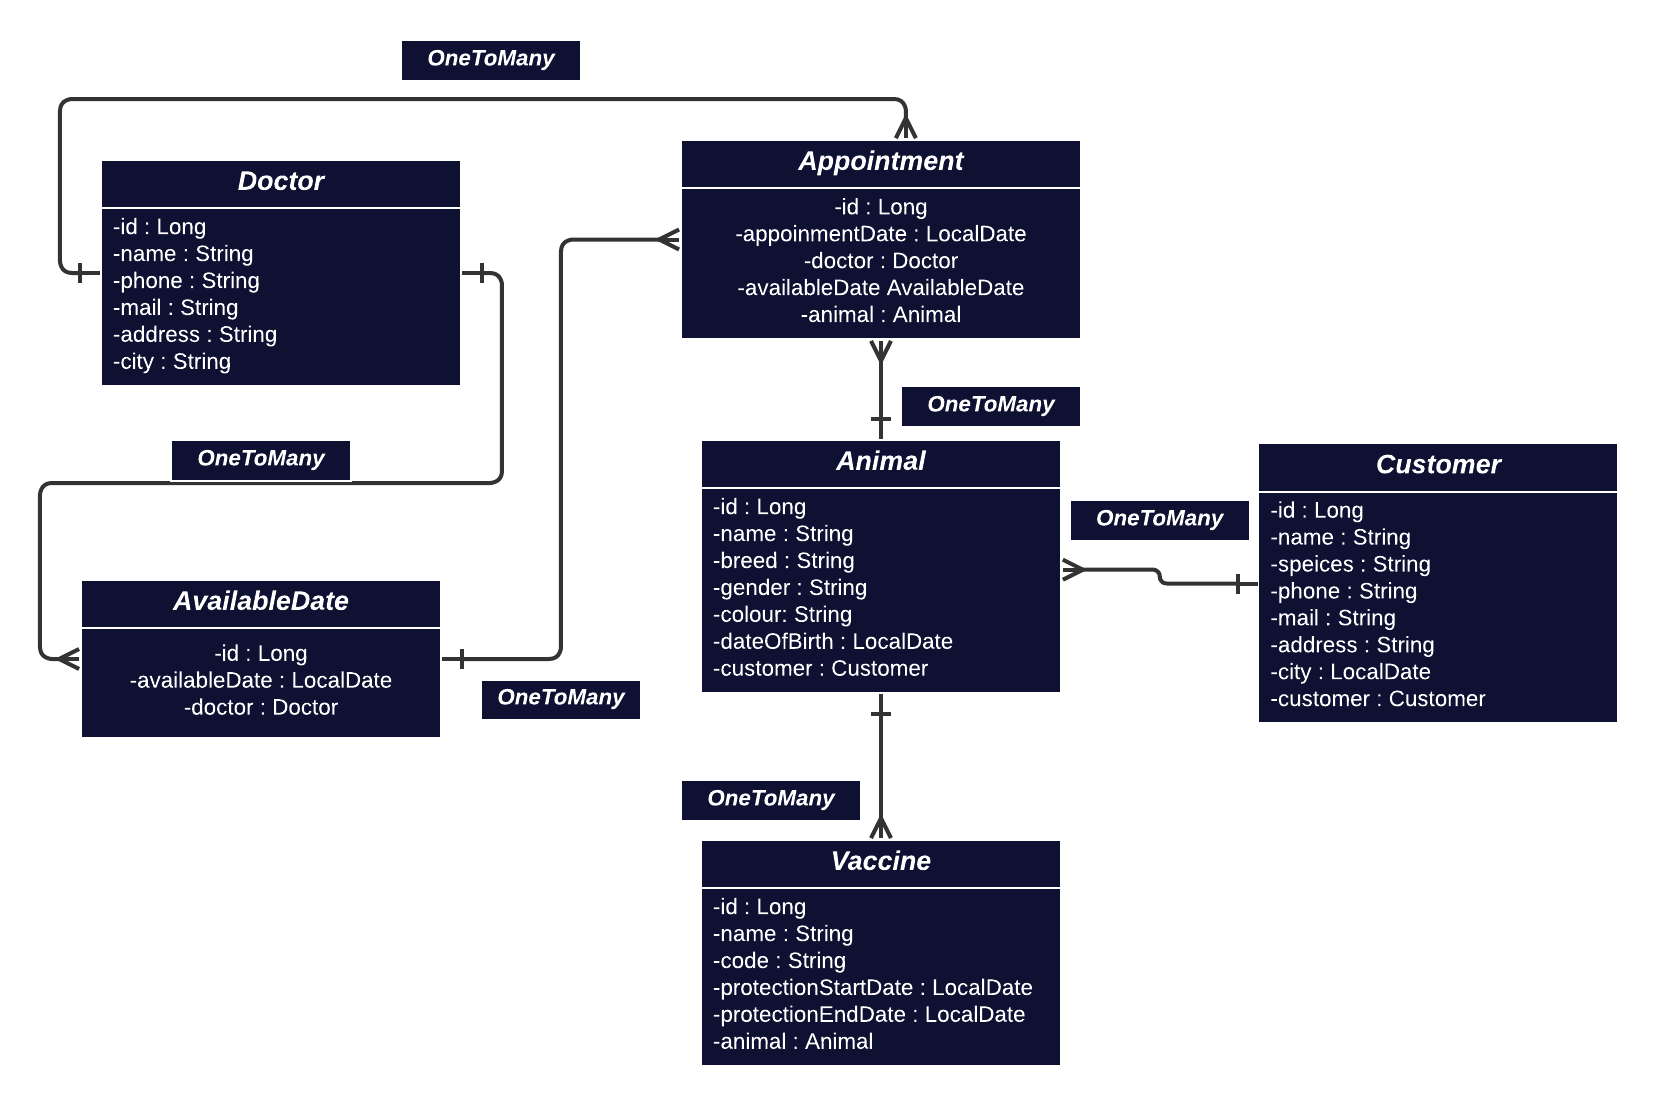 OneToMany
Doctor
-id : Long
-name : String
-phone : String
-mail : String
-address : String
-city : String
Appointment
-id : Long
-appoinmentDate : LocalDate
-doctor : Doctor
-availableDate AvailableDate
-animal : Animal
OneToMany
OneToMany
Animal
-id : Long
-name : String
-breed : String
-gender : String
-colour: String
-dateOfBirth : LocalDate
-customer : Customer
OneToMany
Customer
-id : Long
-name : String
-speices : String
-phone : String
-mail : String
-address : String
-city : LocalDate
-customer : Customer
AvailableDate
-id : Long
-availableDate : LocalDate
-doctor : Doctor
OneToMany
OneToMany
Vaccine
-id : Long
-name : String
-code : String
-protectionStartDate : LocalDate
-protectionEndDate : LocalDate
-animal : Animal